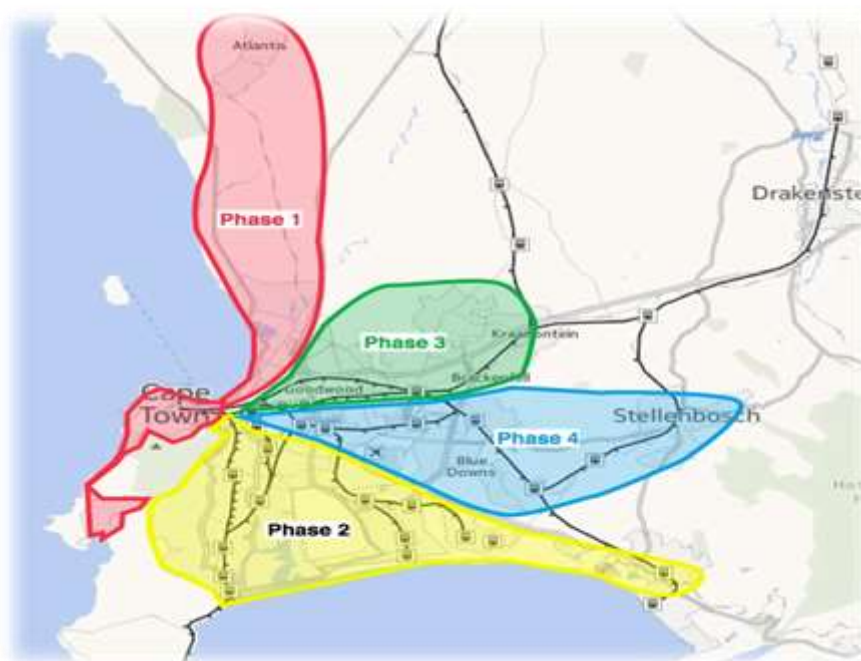 Atlantis
Phase 1
Drakenste
Phase 3
Kraaifontein
Brackenfell
Goodwood
Cape
Town
Stellenbosch
Phase 4
Blue
Downs
Phase 2